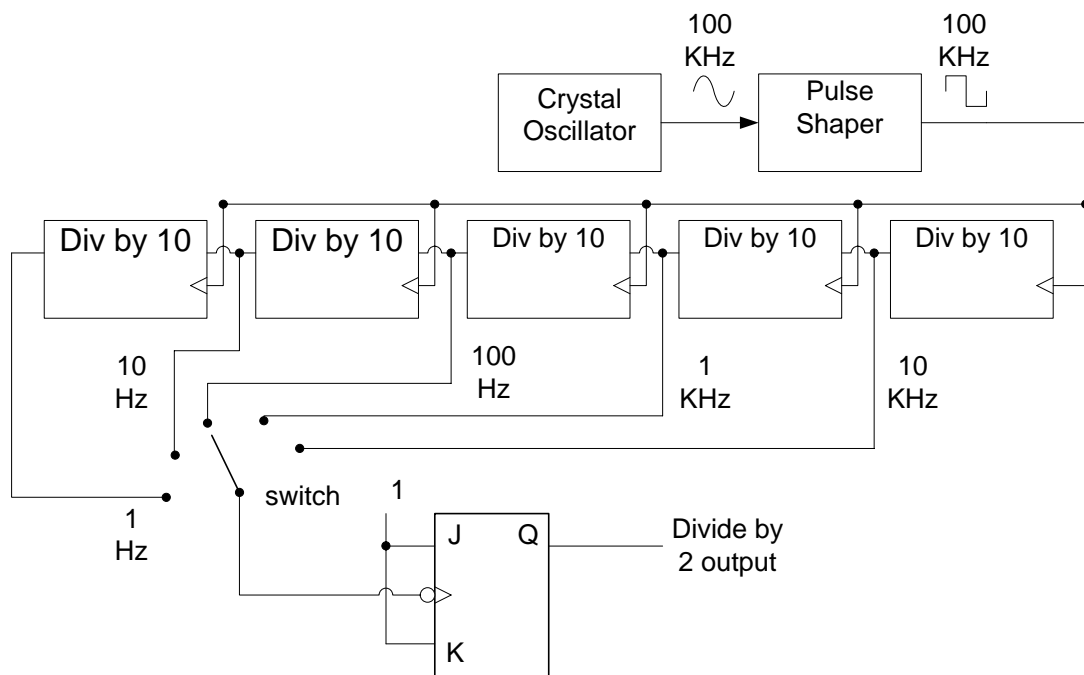 100
KHz
100
KHz
Crystal
Oscillator
Pulse
Shaper
Div by 10
Div by 10
Div by 10
Div by 10
Div by 10
10
Hz
100
Hz
1
KHz
10
KHz
switch
1
1
Hz
J
Q
Divide by
2 output
K